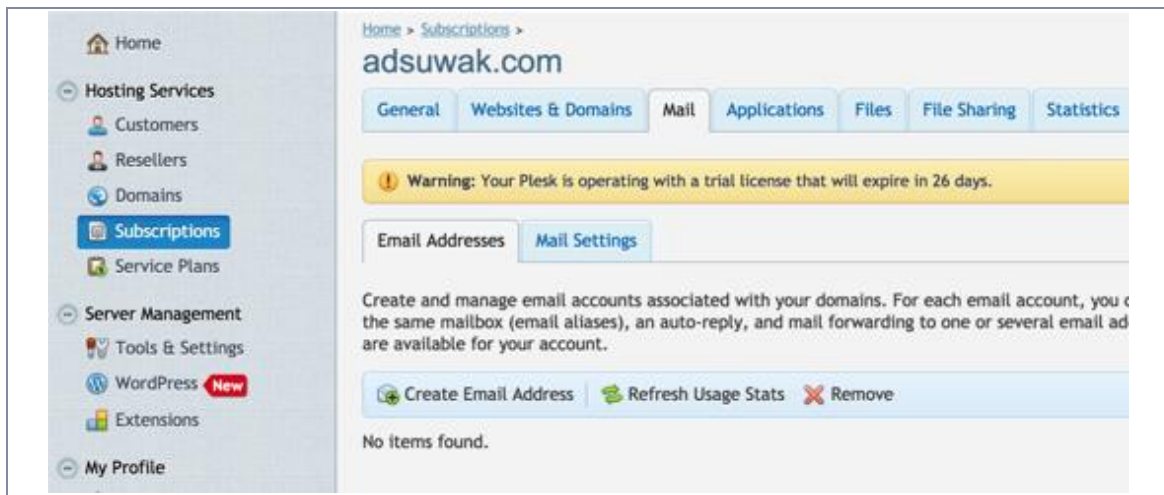 Home
Hosting Services
Customers
Resellers
Domains
Subscriptions
Service Plans
Server Management
Tools & Settings
WordPress New
Extensions
My Profile
Home > Subscriptions >
adsuwak.com
General Websites & Domains Mail Applications Files File Sharing Statistics
Warning: Your Plesk is operating with a trial license that will expire in 26 days.
Email Addresses Mail Settings
Create and manage email accounts associated with your domains. For each email account, you
the same mailbox (email aliases), an auto-reply, and mail forwarding to one or several email ad
are available for your account.
Create Email Address Refresh Usage Stats Remove
No items found.